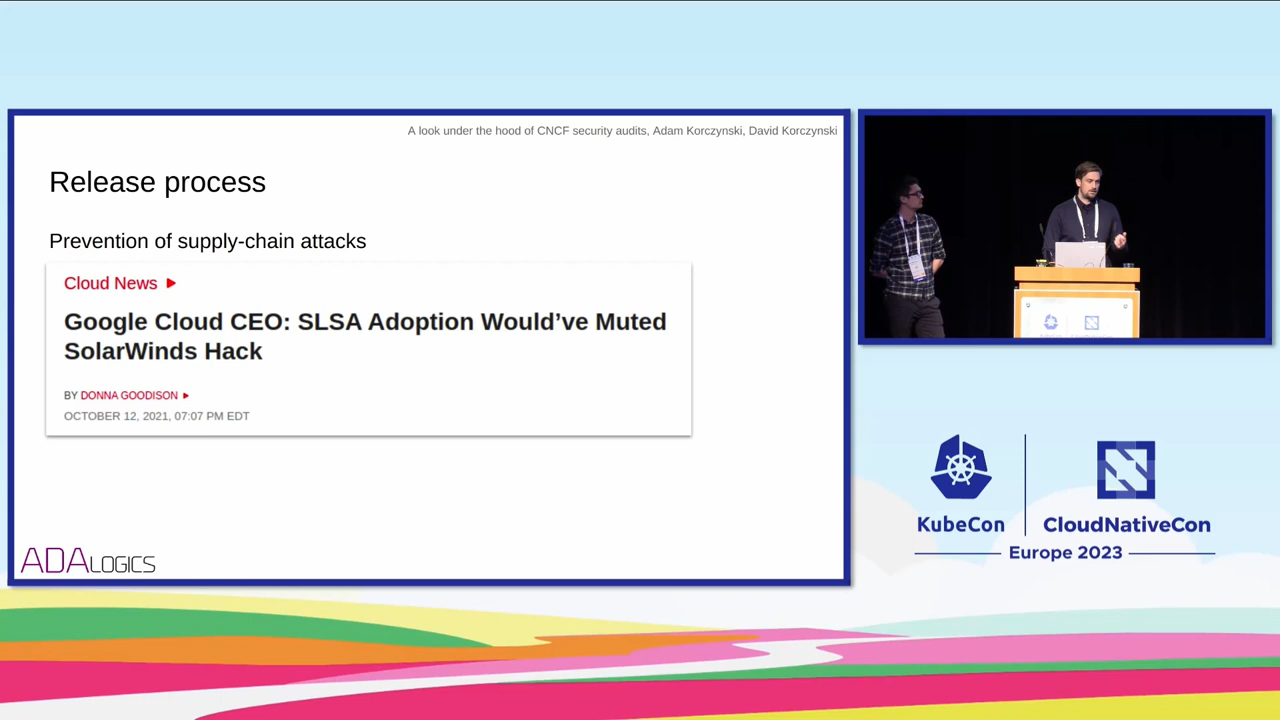 A look under the hood of CNCF security audits, Adam Korczynski, David Korczynski
Release process
Prevention of supply-chain attacks
Cloud News
Google Cloud CEO: SLSA Adoption Would’ve Muted
SolarWinds Hack
BY DONNA GOODISON
OCTOBER 12, 2021, 07:07 PM EDT
ADALOGICS
KubeCon
CloudNativeCon
Europe 2023